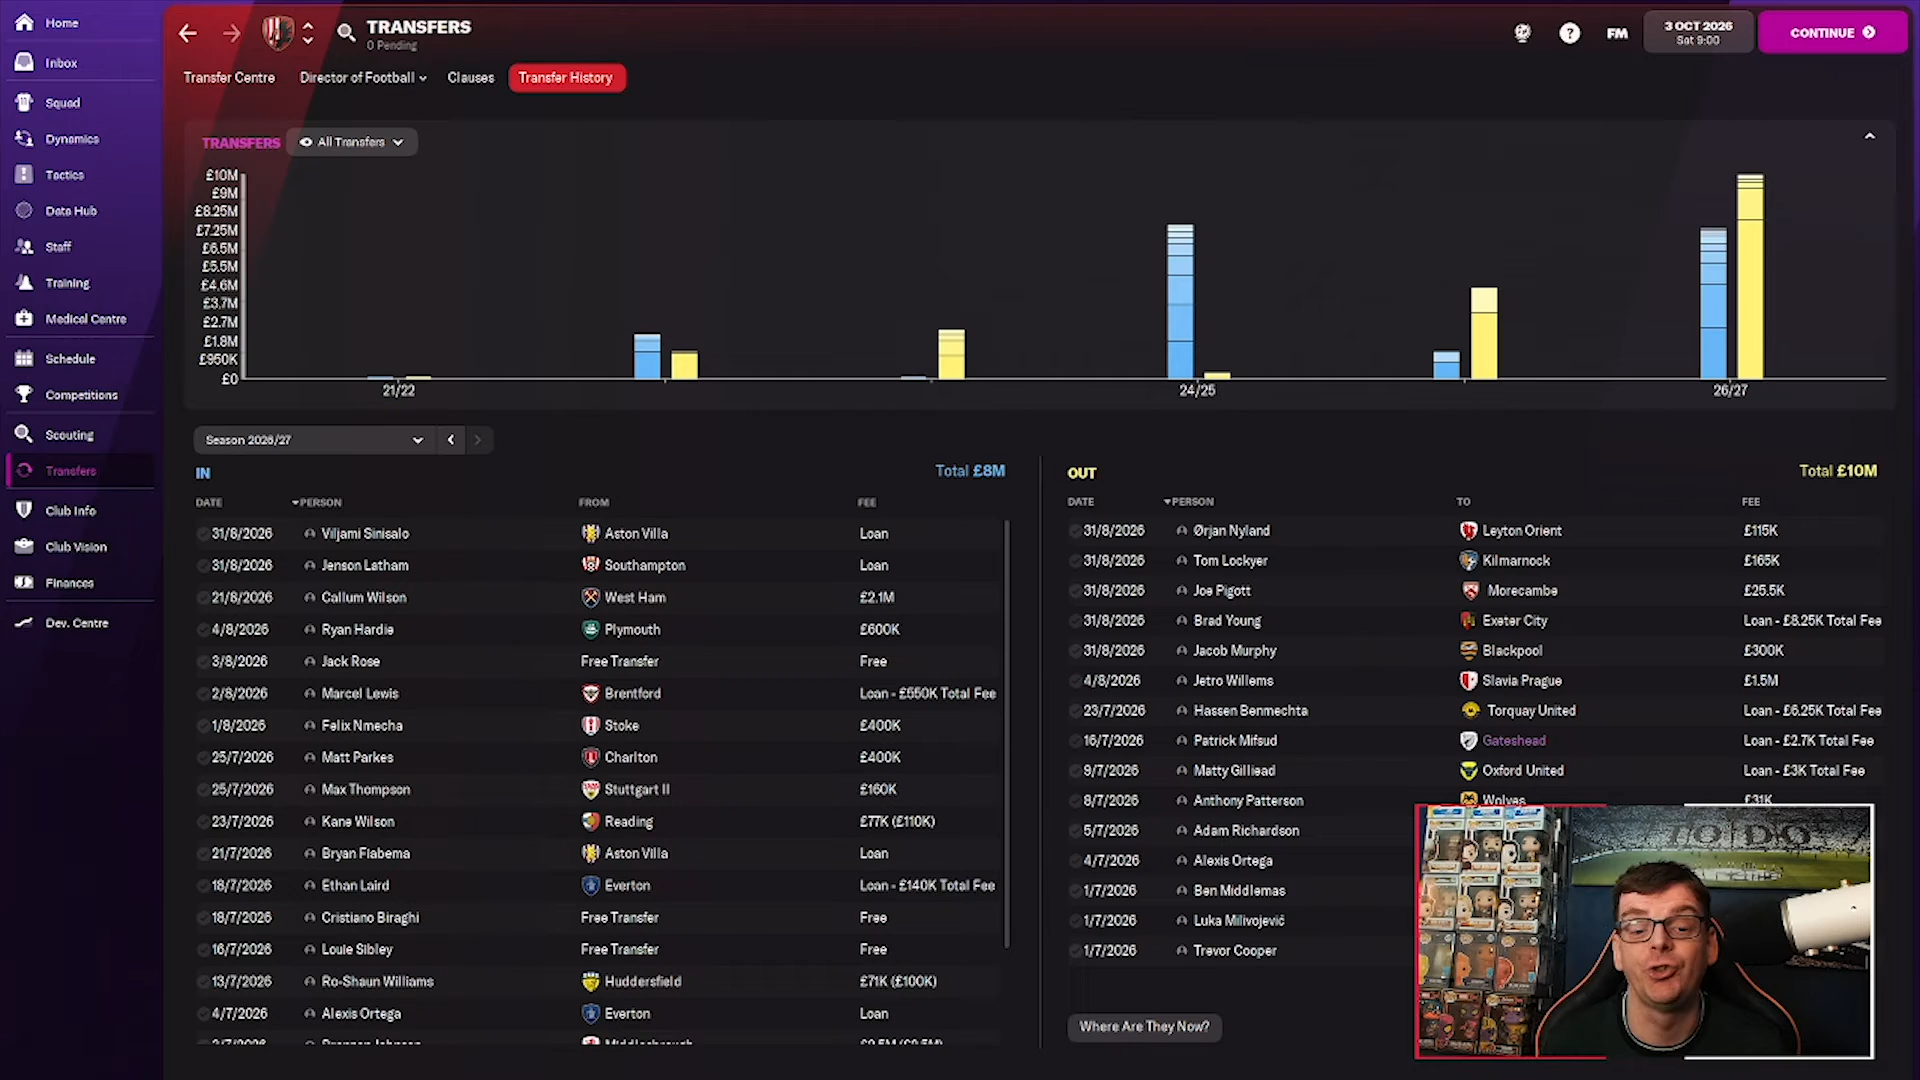 Home
Inbox
Squad
Dynamics
Tactics
Data Hub
Staff
Training
Medical Centre
Schedule
Competitions
Scouting
Transfers
Club Info
Club Vision
Finances
Dev. Centre
TRANSFERS
0 Pending
? FM
3 OCT 2026
Sat 9:00
CONTINUE
Transfer Centre Director of Football Clauses Transfer History
TRANSFERS All Transfers
£10M
£9M
£8.25M
£7.25M
£6.5M
£5.5M
£4.6M
£3.7M
£2.7M
£1.8M
£950K
£0
21/22 24/25 26/27
Season 2026/27
IN Total £8M
DATE PERSON FROM FEE
31/8/2026 Viljami Sinisalo Aston Villa Loan
31/8/2026 Jenson Latham Southampton Loan
21/8/2026 Callum Wilson West Ham £2.1M
4/8/2026 Ryan Hardie Plymouth £600K
3/8/2026 Jack Rose Free Transfer Free
2/8/2026 Marcel Lewis Brentford Loan - £550K Total Fee
1/8/2026 Felix Nmecha Stoke £400K
25/7/2026 Matt Parkes Charlton £400K
25/7/2026 Max Thompson Stuttgart II £160K
23/7/2026 Kane Wilson Reading £77K (£110K)
21/7/2026 Bryan Fiabema Aston Villa Loan
18/7/2026 Ethan Laird Everton Loan - £140K Total Fee
18/7/2026 Cristiano Biraghi Free Transfer Free
16/7/2026 Louie Sibley Free Transfer Free
13/7/2026 Ro-Shaun Williams Huddersfield £71K (£100K)
4/7/2026 Alexis Ortega Everton Loan
OUT Total £10M
DATE PERSON TO FEE
31/8/2026 Ørjan Nyland Leyton Orient £115K
31/8/2026 Tom Lockyer Kilmarnock £165K
31/8/2026 Joe Pigott Morecambe £25.5K
31/8/2026 Brad Young Exeter City Loan - £8.25K Total Fee
31/8/2026 Jacob Murphy Blackpool £300K
4/8/2026 Jetro Willems Slavia Prague £1.5M
23/7/2026 Hassen Benmechta Torquay United Loan - £6.25K Total Fee
16/7/2026 Patrick Mifsud Gateshead Loan - £2.7K Total Fee
9/7/2026 Matty Gilliead Oxford United Loan - £3K Total Fee
8/7/2026 Anthony Patterson Wolves £31K
5/7/2026 Adam Richardson
4/7/2026 Alexis Ortega
1/7/2026 Ben Middlemas
1/7/2026 Luka Milivojević
1/7/2026 Trevor Cooper
Where Are They Now?